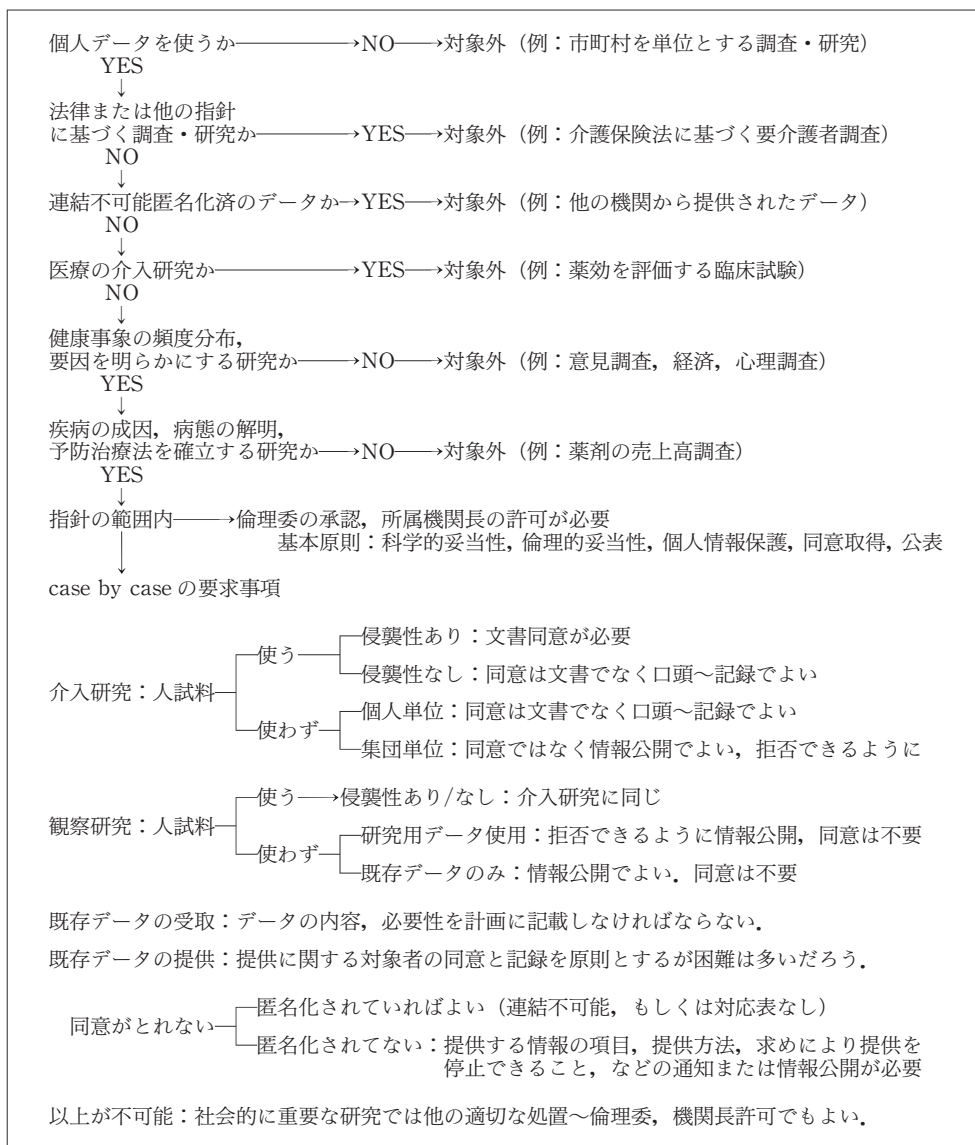 個人データを使うか→NO→対象外（例：市町村を単位とする調査・研究）
YES
↓
法律または他の指針
に基づく調査・研究か→YES→対象外（例：介護保険法に基づく要介護者調査）
NO
↓
連結不可能匿名化済のデータか→YES→対象外（例：他の機関から提供されたデータ）
NO
↓
医療の介入研究か→YES→対象外（例：薬効を評価する臨床試験）
NO
↓
健康事象の頻度分布，
要因を明らかにする研究か→NO→対象外（例：意見調査，経済，心理調査）
YES
↓
疾病の成因，病態の解明，
予防治療法を確立する研究か→NO→対象外（例：薬剤の売上高調査）
YES
↓
指針の範囲内→倫理委の承認，所属機関長の許可が必要
基本原則：科学的妥当性，倫理的妥当性，個人情報保護，同意取得，公表
↓
case by case の要求事項
侵襲性あり：文書同意が必要
使う
侵襲性なし：同意は文書でなく口頭～記録でよい
介入研究：人試料
個人単位：同意は文書でなく口頭～記録でよい
使わず
集団単位：同意ではなく情報公開でよい，拒否できるように
使う→侵襲性あり/なし：介入研究に同じ
観察研究：人試料
研究用データ使用：拒否できるように情報公開，同意は不要
使わず
既存データのみ：情報公開でよい．同意は不要
既存データの受取：データの内容，必要性を計画に記載しなければならない．
既存データの提供：提供に関する対象者の同意と記録を原則とするが困難は多いだろう．
匿名化されていればよい（連結不可能，もしくは対応表なし）
同意がとれない
匿名化されてない：提供する情報の項目，提供方法，求めにより提供を
停止できること，などの通知または情報公開が必要
以上が不可能：社会的に重要な研究では他の適切な処置～倫理委，機関長許可でもよい．